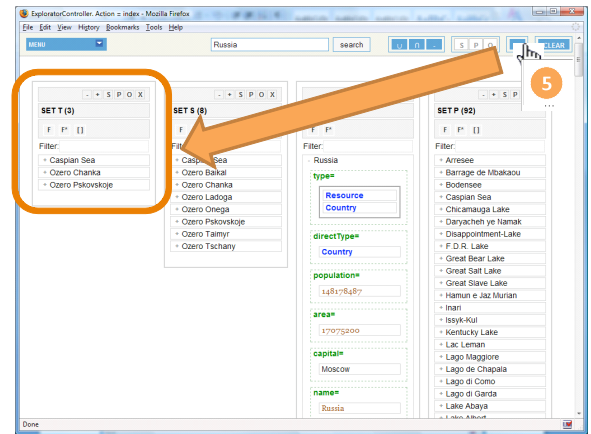 ExploratorController. Action = index - Mozilla Firefox
File Edit View History Bookmarks Tools Help
MENU
Russia
search
∪ ∩ -
S P O
CLEAR
5
...
- + S P O X
SET T (3)
F F* []
Filter:
+ Caspian Sea
+ Ozero Chanka
+ Ozero Pskovskoje
- + S P O X
SET S (8)
F
Filter:
+ Caspian Sea
+ Ozero Baikal
+ Ozero Chanka
+ Ozero Ladoga
+ Ozero Onega
+ Ozero Pskovskoje
+ Ozero Taimyr
+ Ozero Tschany
Filter:
- Russia
type=
Resource
Country
directType=
Country
population=
148178487
area=
17075200
capital=
Moscow
name=
Russia
- + S P
SET P (92)
F F* []
Filter:
+ Arresee
+ Barrage de Mbakaou
+ Bodensee
+ Caspian Sea
+ Chicamauga Lake
+ Daryacheh ye Namak
+ Disappointment-Lake
+ F.D.R. Lake
+ Great Bear Lake
+ Great Salt Lake
+ Great Slave Lake
+ Hamun e Jaz Murian
+ Inari
+ Issyk-Kul
+ Kentucky Lake
+ Lac Leman
+ Lago Maggiore
+ Lago de Chapala
+ Lago di Como
+ Lago di Garda
+ Lake Abaya
+ Lake Albert
Done